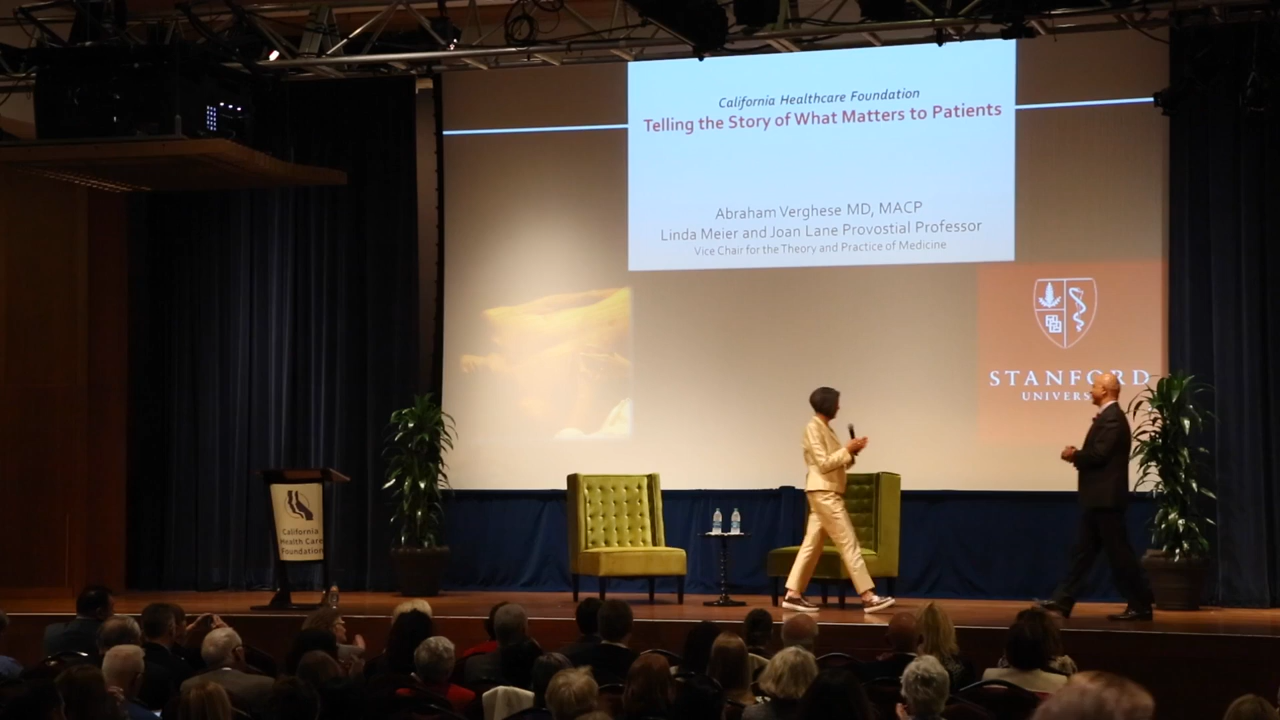 California Healthcare Foundation
Telling the Story of What Matters to Patients
Abraham Verghese MD, MACP
Linda Meier and Joan Lane Provostial Professor
Vice Chair for the Theory and Practice of Medicine
STANFORD
UNIVERS
California
Health Care
Foundation